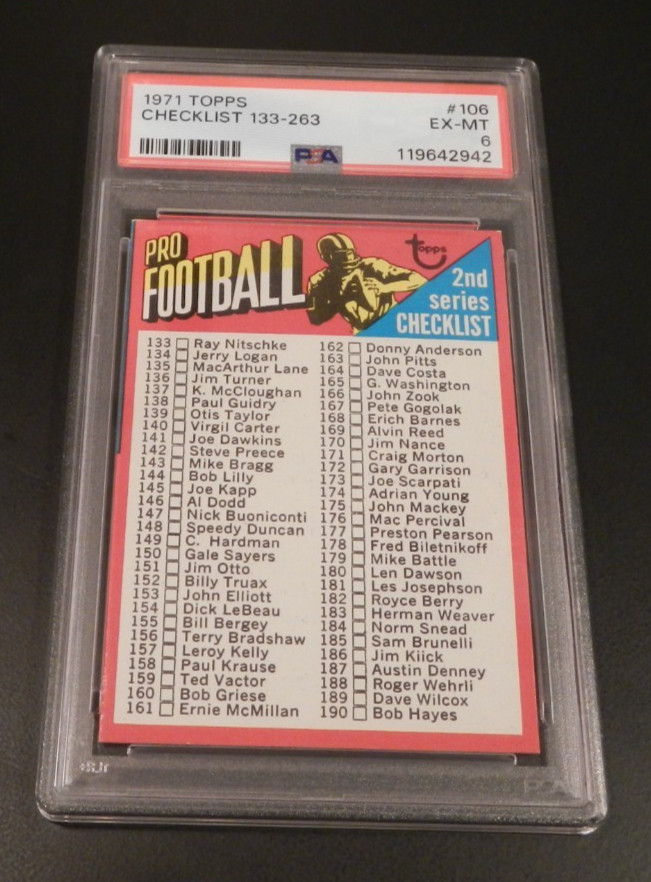 1971 TOPPS #106
CHECKLIST 133-263 EX-MT
6
PSA 119642942
PRO
FOOTBALL
topps
2nd
series
CHECKLIST
133 Ray Nitschke
134 Jerry Logan
135 MacArthur Lane
136 Jim Turner
137 K. McCloughan
138 Paul Guidry
139 Otis Taylor
140 Virgil Carter
141 Joe Dawkins
142 Steve Preece
143 Mike Bragg
144 Bob Lilly
145 Joe Kapp
146 Al Dodd
147 Nick Buoniconti
148 Speedy Duncan
149 C. Hardman
150 Gale Sayers
151 Jim Otto
152 Billy Truax
153 John Elliott
154 Dick LeBeau
155 Bill Bergey
156 Terry Bradshaw
157 Leroy Kelly
158 Paul Krause
159 Ted Vactor
160 Bob Griese
161 Ernie McMillan
162 Donny Anderson
163 John Pitts
164 Dave Costa
165 G. Washington
166 John Zook
167 Pete Gogolak
168 Erich Barnes
169 Alvin Reed
170 Jim Nance
171 Craig Morton
172 Gary Garrison
173 Joe Scarpati
174 Adrian Young
175 John Mackey
176 Mac Percival
177 Preston Pearson
178 Fred Biletnikoff
179 Mike Battle
180 Len Dawson
181 Les Josephson
182 Royce Berry
183 Herman Weaver
184 Norm Snead
185 Sam Brunelli
186 Jim Kiick
187 Austin Denney
188 Roger Wehrli
189 Dave Wilcox
190 Bob Hayes